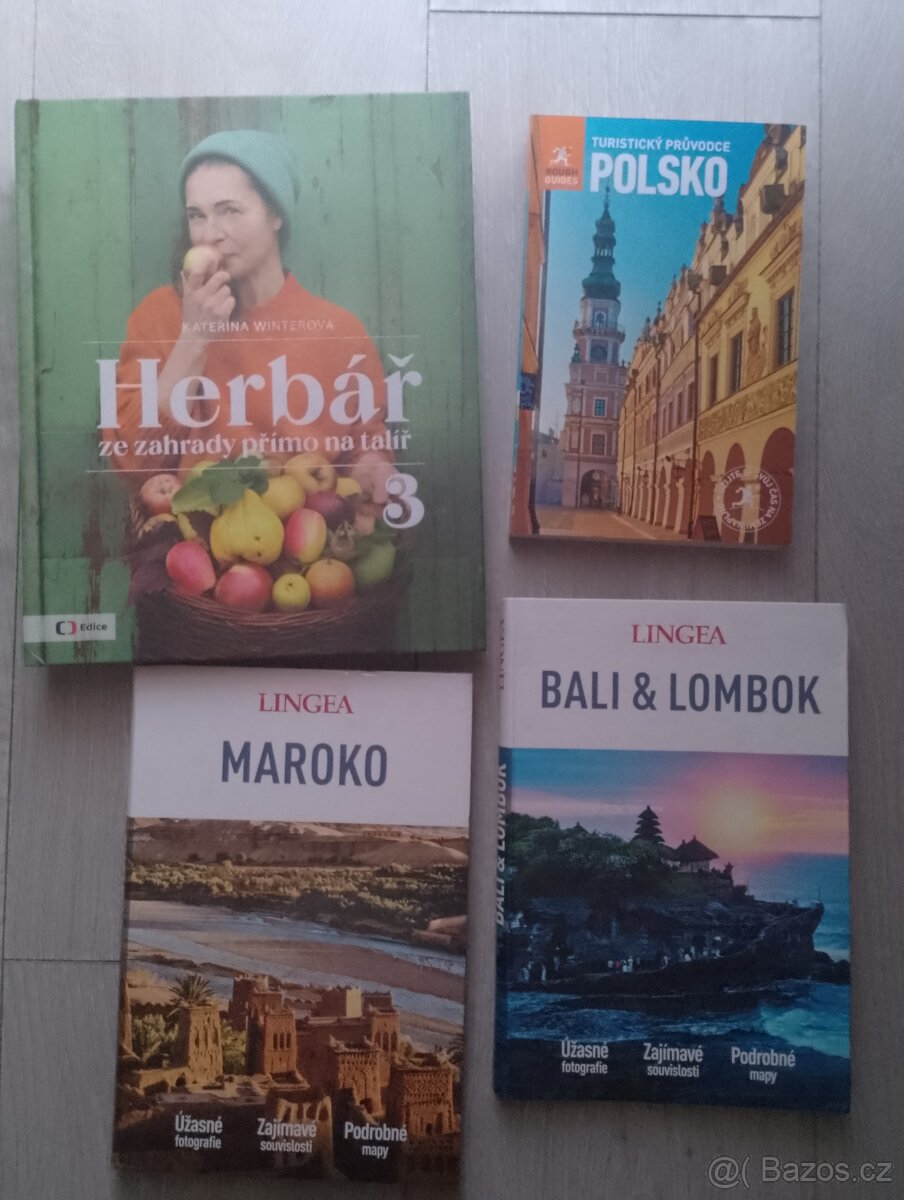 KATEŘINA WINTEROVÁ
Herbář
ze zahrady přímo na talíř
3
Edice
ROUGH
GUIDES
TURISTICKÝ PRŮVODCE
POLSKO
LINGEA
MAROKO
Úžasné
fotografie
Zajímavé
souvislosti
Podrobné
mapy
LINGEA
BALI & LOMBOK
BALI & LOMBOK
Úžasné
fotografie
Zajímavé
souvislosti
Podrobné
mapy
@( Bazos.cz